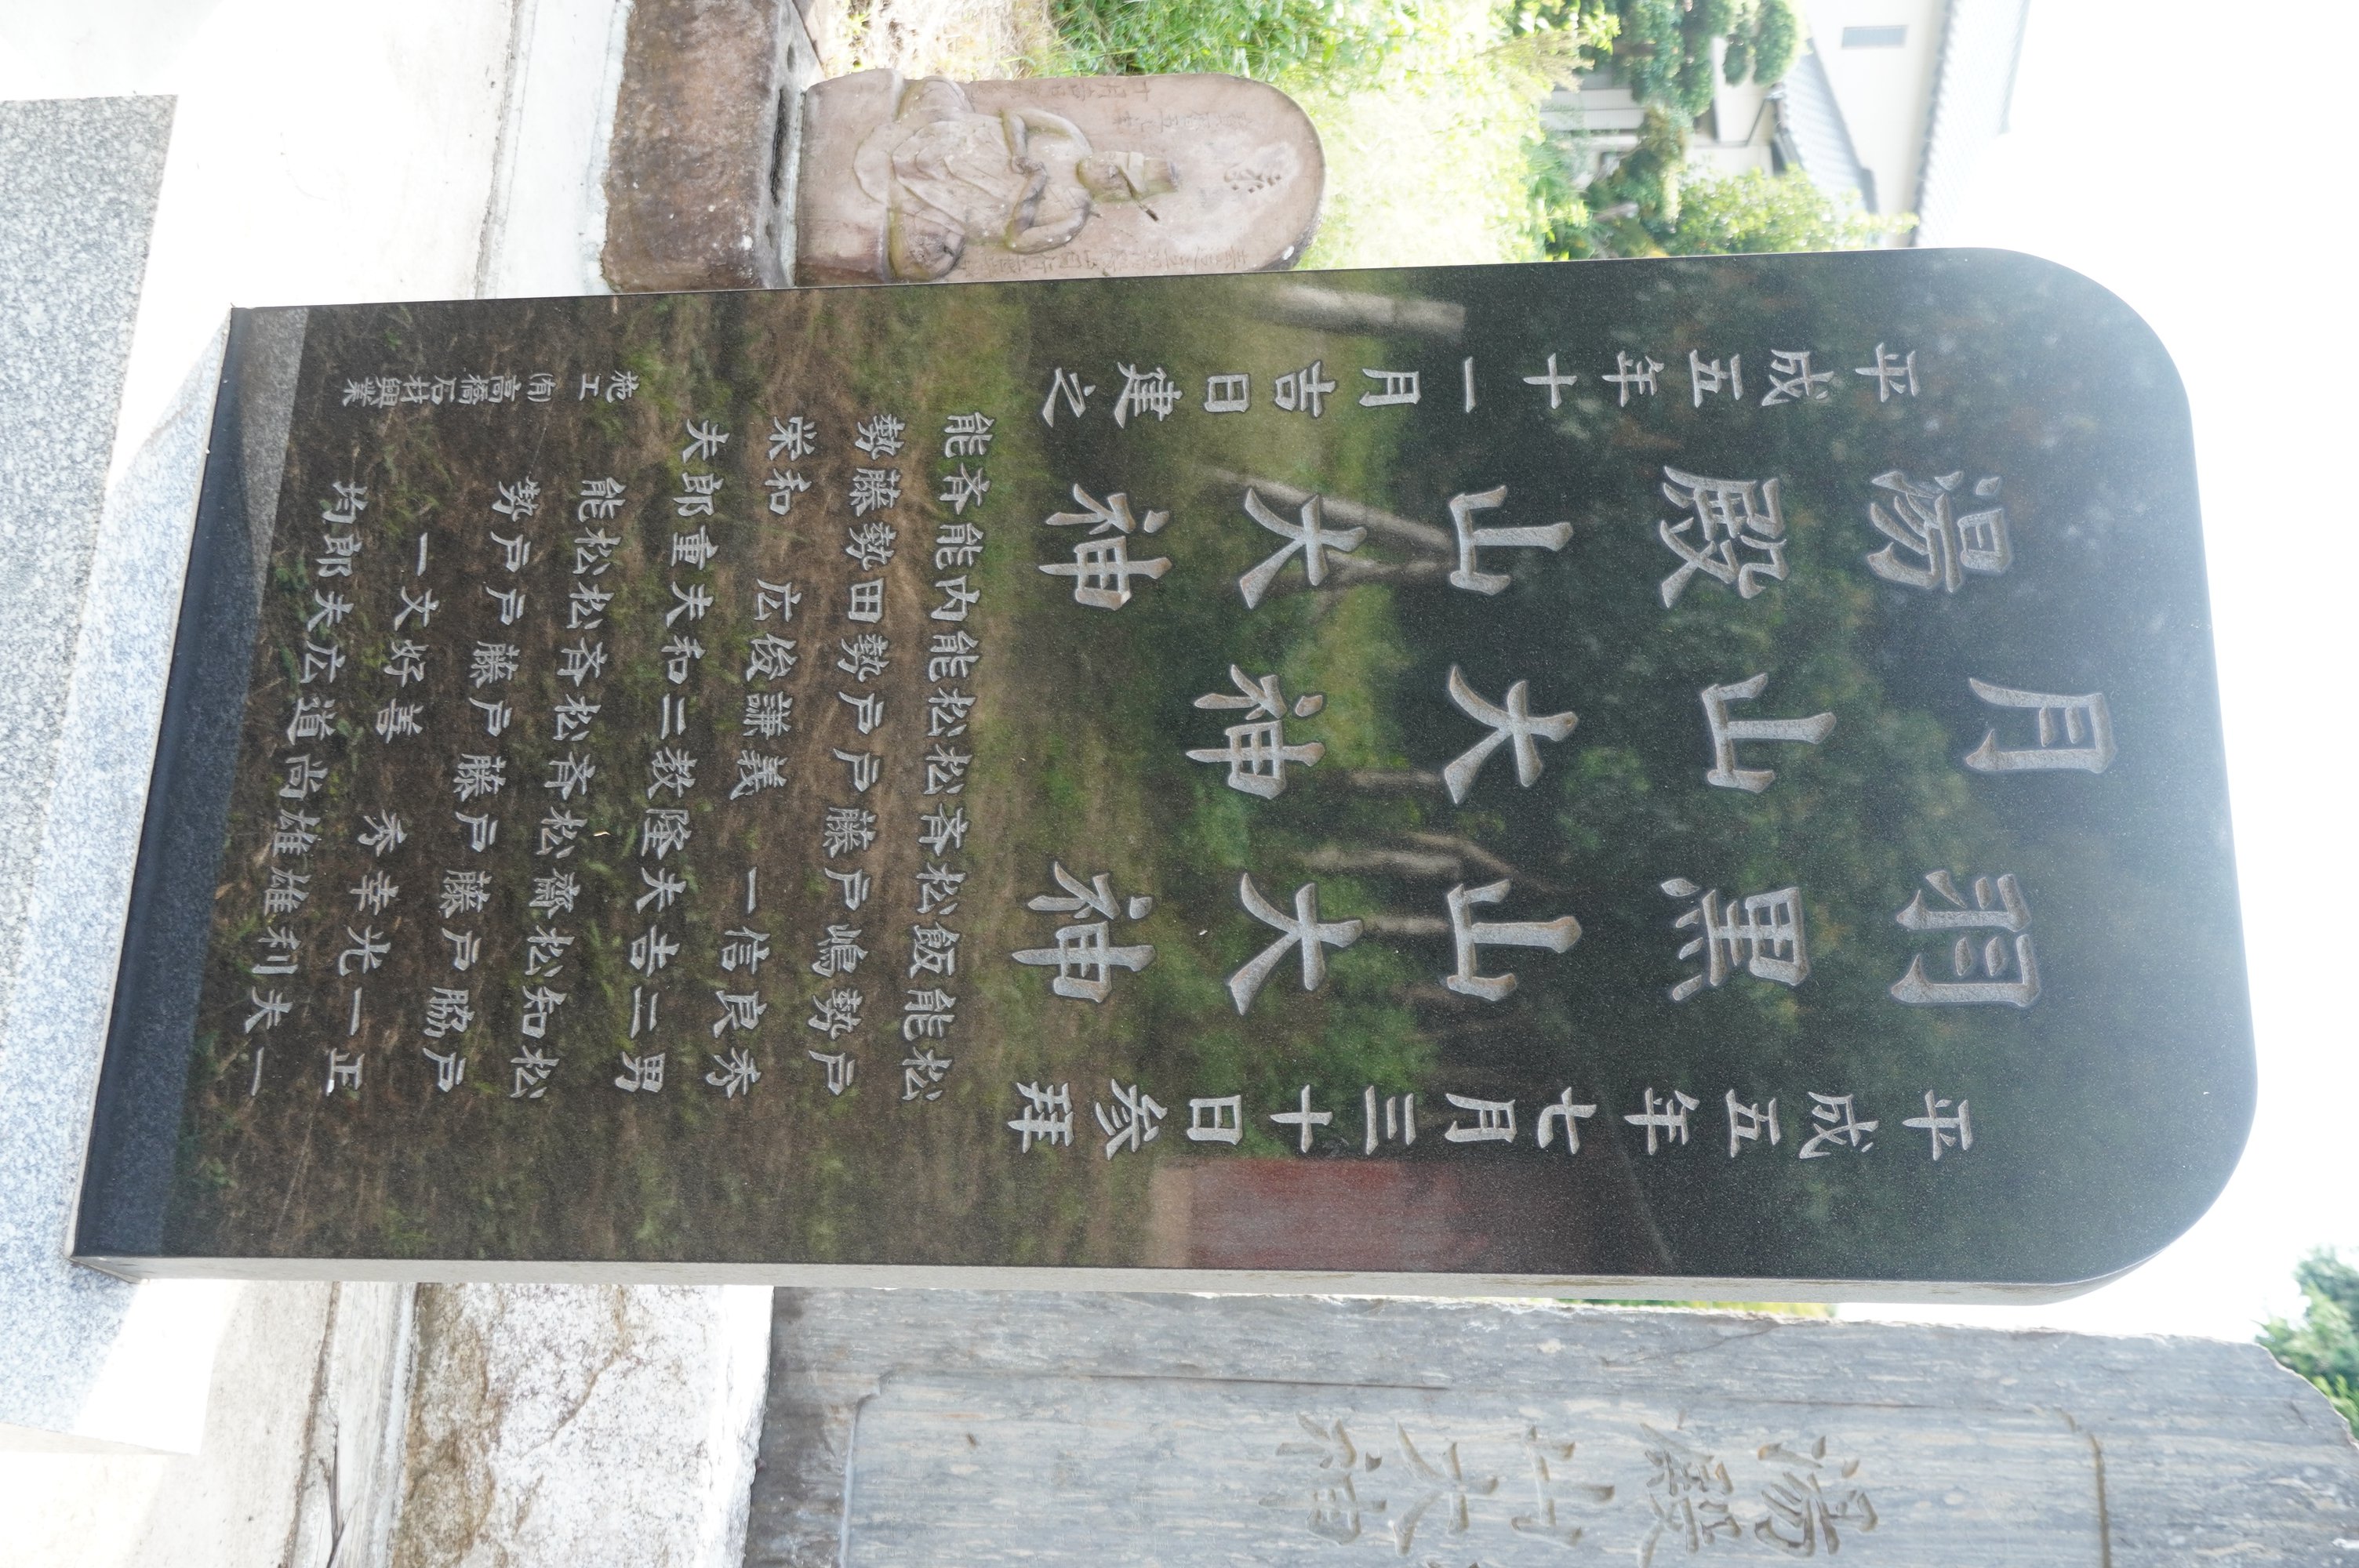 湯殿山大神
平成五年七月三十日参拝
羽黒山大神
月山大神
湯殿山大神
平成五年十一月吉日建之
松戸秀男
能勢良二
飯嶋信吉
松戸一夫
斉藤隆
松戸義教
松戸謙二
能勢俊和
内田広夫
能勢重
斉藤和郎
能勢栄夫
松戸正一
知脇一夫
松戸光利
齋藤幸雄
松戸秀雄
斉藤尚
松戸善道
斉藤好広
松戸文夫
松戸一郎
能勢均
施工 (有)高橋石材興業